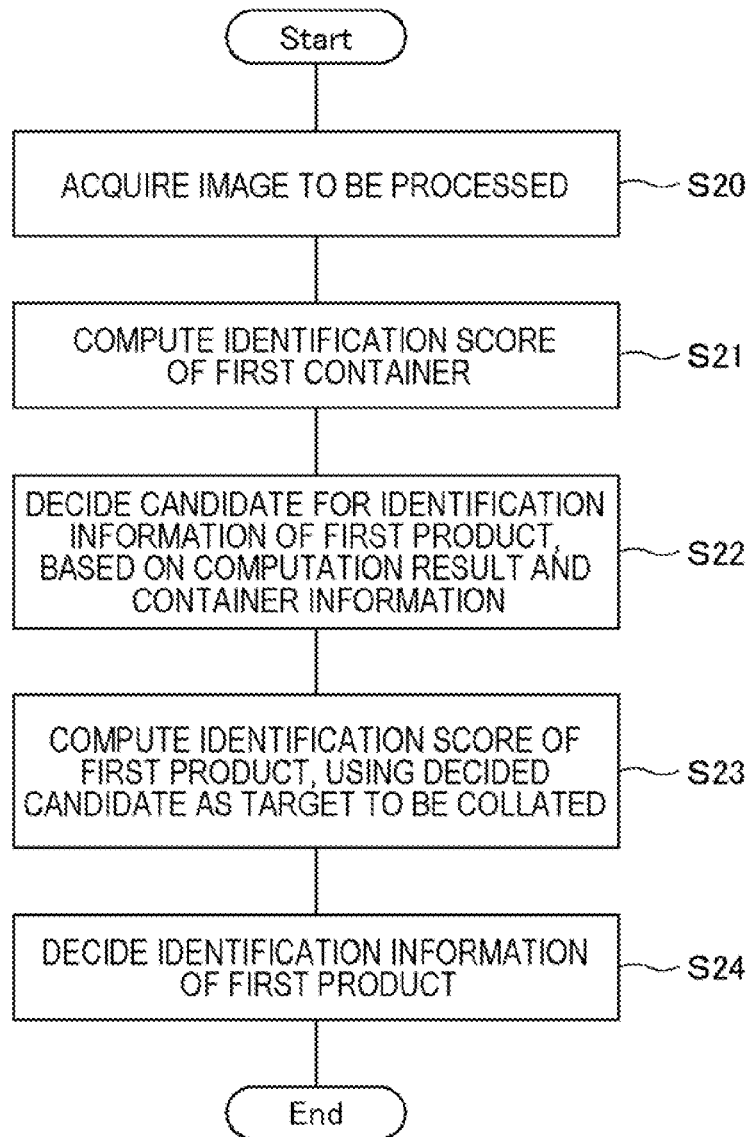 Start
ACQUIRE IMAGE TO BE PROCESSED
S20
COMPUTE IDENTIFICATION SCORE
OF FIRST CONTAINER
S21
DECIDE CANDIDATE FOR IDENTIFICATION
INFORMATION OF FIRST PRODUCT,
BASED ON COMPUTATION RESULT AND
CONTAINER INFORMATION
S22
COMPUTE IDENTIFICATION SCORE OF
FIRST PRODUCT, USING DECIDED
CANDIDATE AS TARGET TO BE COLLATED
S23
DECIDE IDENTIFICATION INFORMATION
OF FIRST PRODUCT
S24
End